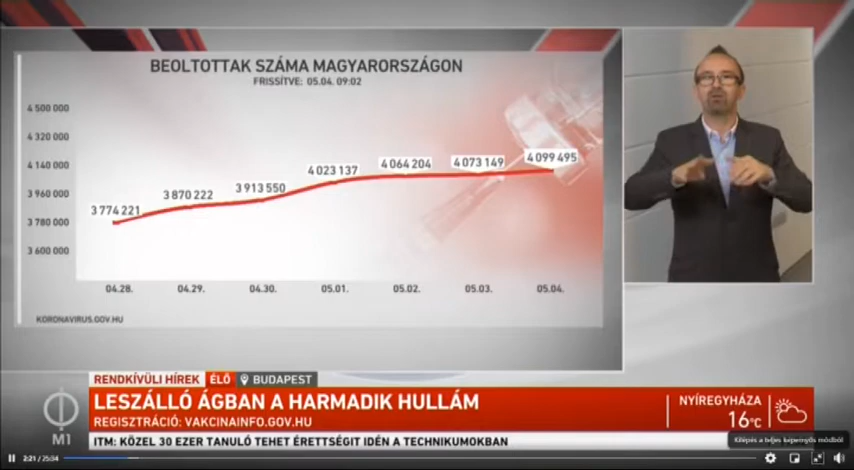 BEOLTOTTAK SZÁMA MAGYARORSZÁGON
FRISSÍTVE: 05.04. 09:02
4 500 000
4 320 000
4 140 000
3 960 000
3 780 000
3 600 000
3 774 221
3 870 222
3 913 550
4 023 137
4 064 204
4 073 149
4 099 495
04.28.
04.29.
04.30.
05.01.
05.02.
05.03.
05.04.
KORONAVIRUS.GOV.HU
RENDKÍVÜLI HÍREK ÉLŐ BUDAPEST
LESZÁLLÓ ÁGBAN A HARMADIK HULLÁM
REGISZTRÁCIÓ: VAKCINAINFO.GOV.HU
NYÍREGYHÁZA
16°C
M1
ITM: KÖZEL 30 EZER TANULÓ TEHET ÉRETTSÉGIT IDÉN A TECHNIKUMOKBAN
Kilépés a teljes képernyős módból
2:21 / 25:34